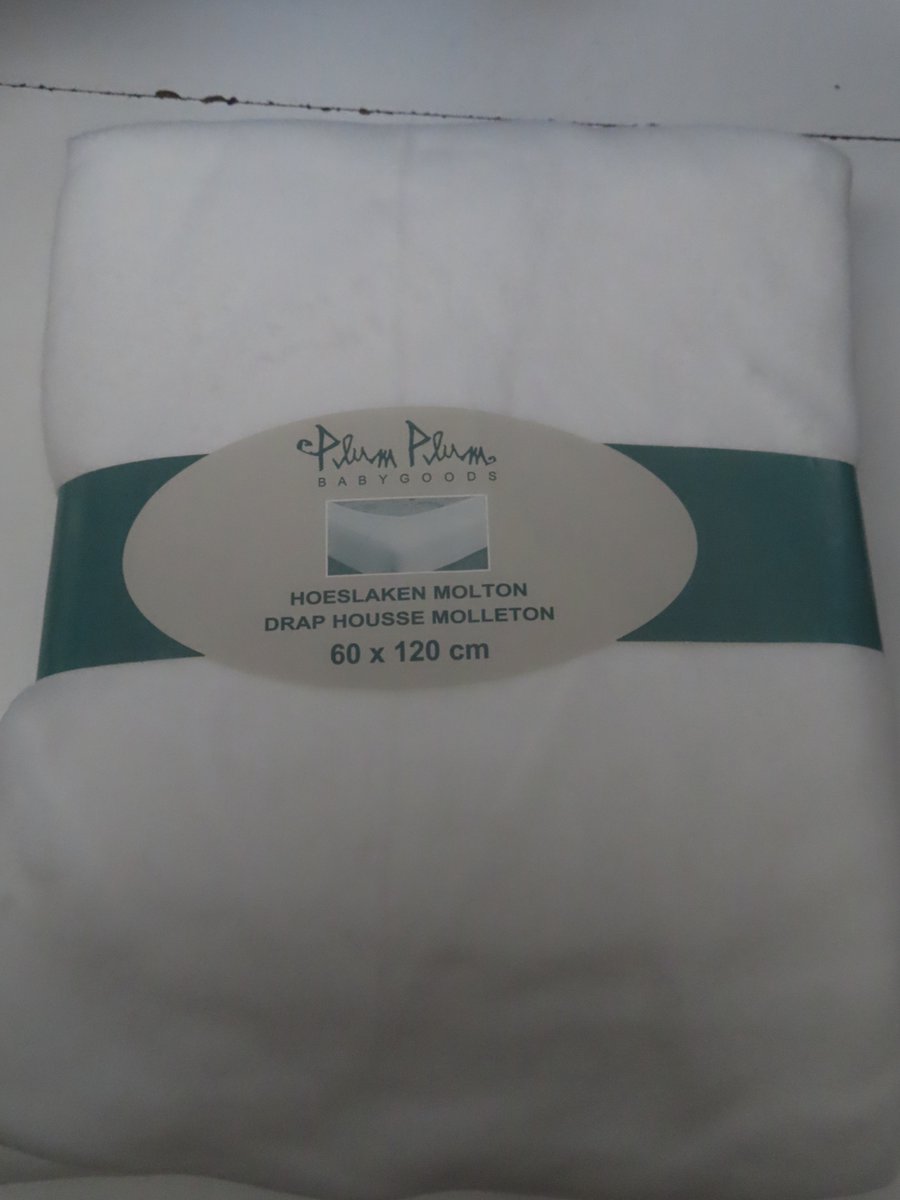 Plum Plum
BABYGOODS
HOESLAKEN MOLTON
DRAP HOUSSE MOLLETON
60 x 120 cm